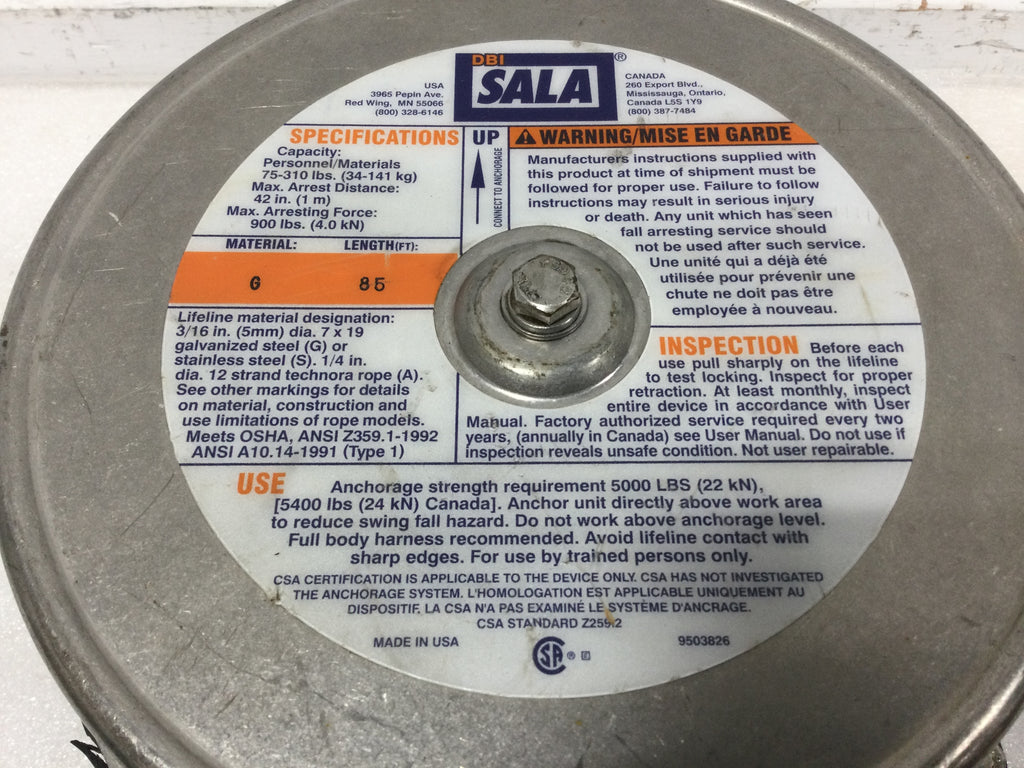 DBI
SALA®
USA
3965 Pepin Ave.
Red Wing, MN 55066
(800) 328-6146
CANADA
260 Export Blvd.,
Mississauga, Ontario,
Canada L5S 1Y9
(800) 387-7484
SPECIFICATIONS
Capacity:
Personnel/Materials
75-310 lbs. (34-141 kg)
Max. Arrest Distance:
42 in. (1 m)
Max. Arresting Force:
900 lbs. (4.0 kN)
UP
CONNECT TO ANCHORAGE
WARNING/MISE EN GARDE
Manufacturers instructions supplied with
this product at time of shipment must be
followed for proper use. Failure to follow
instructions may result in serious injury
or death. Any unit which has seen
fall arresting service should
not be used after such service.
Une unité qui a déjà été
utilisée pour prévenir une
chute ne doit pas être
employée à nouveau.
MATERIAL: LENGTH(FT):
G 85
Lifeline material designation:
3/16 in. (5mm) dia. 7 x 19
galvanized steel (G) or
stainless steel (S). 1/4 in.
dia. 12 strand technora rope (A).
See other markings for details
on material, construction and
use limitations of rope models.
Meets OSHA, ANSI Z359.1-1992
ANSI A10.14-1991 (Type 1)
INSPECTION Before each
use pull sharply on the lifeline
to test locking. Inspect for proper
retraction. At least monthly, inspect
entire device in accordance with User
Manual. Factory authorized service required every two
years, (annually in Canada) see User Manual. Do not use if
inspection reveals unsafe condition. Not user repairable.
USE Anchorage strength requirement 5000 LBS (22 kN),
[5400 lbs (24 kN) Canada]. Anchor unit directly above work area
to reduce swing fall hazard. Do not work above anchorage level.
Full body harness recommended. Avoid lifeline contact with
sharp edges. For use by trained persons only.
CSA CERTIFICATION IS APPLICABLE TO THE DEVICE ONLY. CSA HAS NOT INVESTIGATED
THE ANCHORAGE SYSTEM. L'HOMOLOGATION EST APPLICABLE UNIQUEMENT AU
DISPOSITIF. LA CSA N'A PAS EXAMINÉ LE SYSTÈME D'ANCRAGE.
CSA STANDARD Z259.2
MADE IN USA
CSA ®
9503826